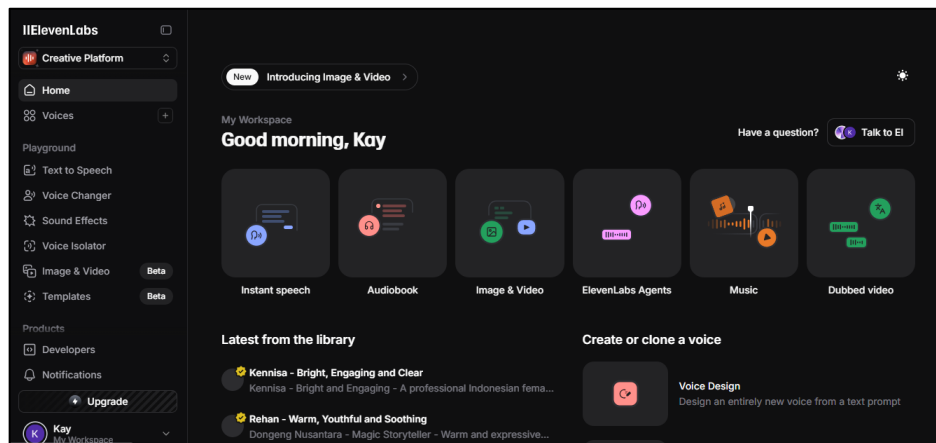 IIElevenLabs
Creative Platform
Home
Voices
Playground
Text to Speech
Voice Changer
Sound Effects
Voice Isolator
Image & Video Beta
Templates Beta
Products
Developers
Notifications
Upgrade
K Kay
My Workspace
New Introducing Image & Video
My Workspace
Good morning, Kay
Have a question? K Talk to El
Instant speech
Audiobook
Image & Video
ElevenLabs Agents
Music
Dubbed video
Latest from the library
Kennisa - Bright, Engaging and Clear
Kennisa - Bright and Engaging - A professional Indonesian fema...
Rehan - Warm, Youthful and Soothing
Dongeng Nusantara - Magic Storyteller - Warm and expressive...
Create or clone a voice
Voice Design
Design an entirely new voice from a text prompt